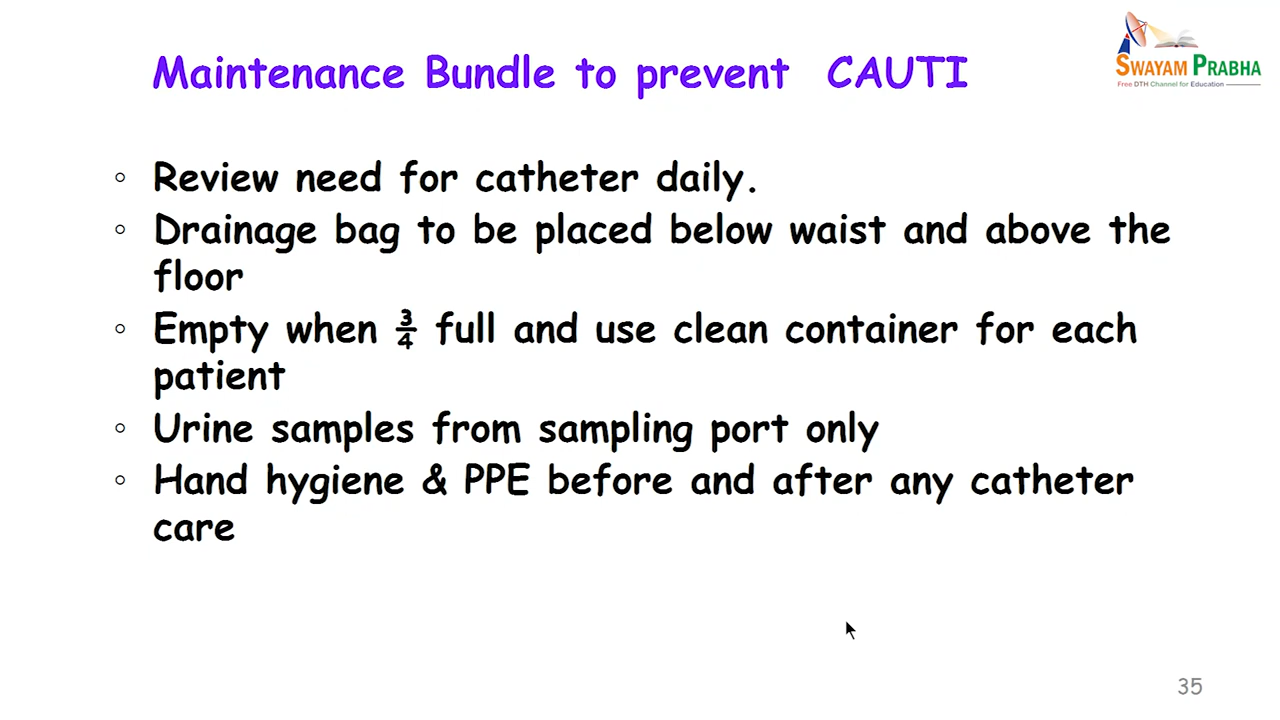 Maintenance Bundle to prevent CAUTI
SWAYAM PRABHA
Free DTH Channel for Education
◦ Review need for catheter daily.
◦ Drainage bag to be placed below waist and above the
floor
◦ Empty when ¾ full and use clean container for each
patient
◦ Urine samples from sampling port only
◦ Hand hygiene & PPE before and after any catheter
care
35